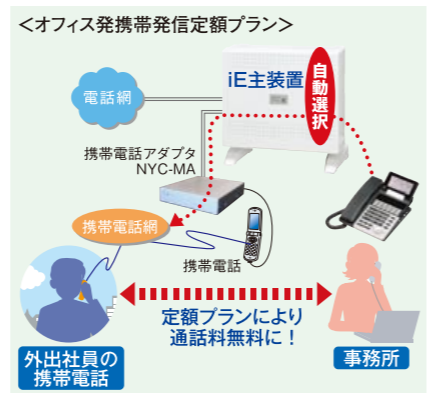 ＜オフィス発携帯発信定額プラン＞
iE主装置
自動選択
電話網
携帯電話アダプタ
NYC-MA
携帯電話網
携帯電話
定額プランにより
通話料無料に！
外出社員の
携帯電話
事務所